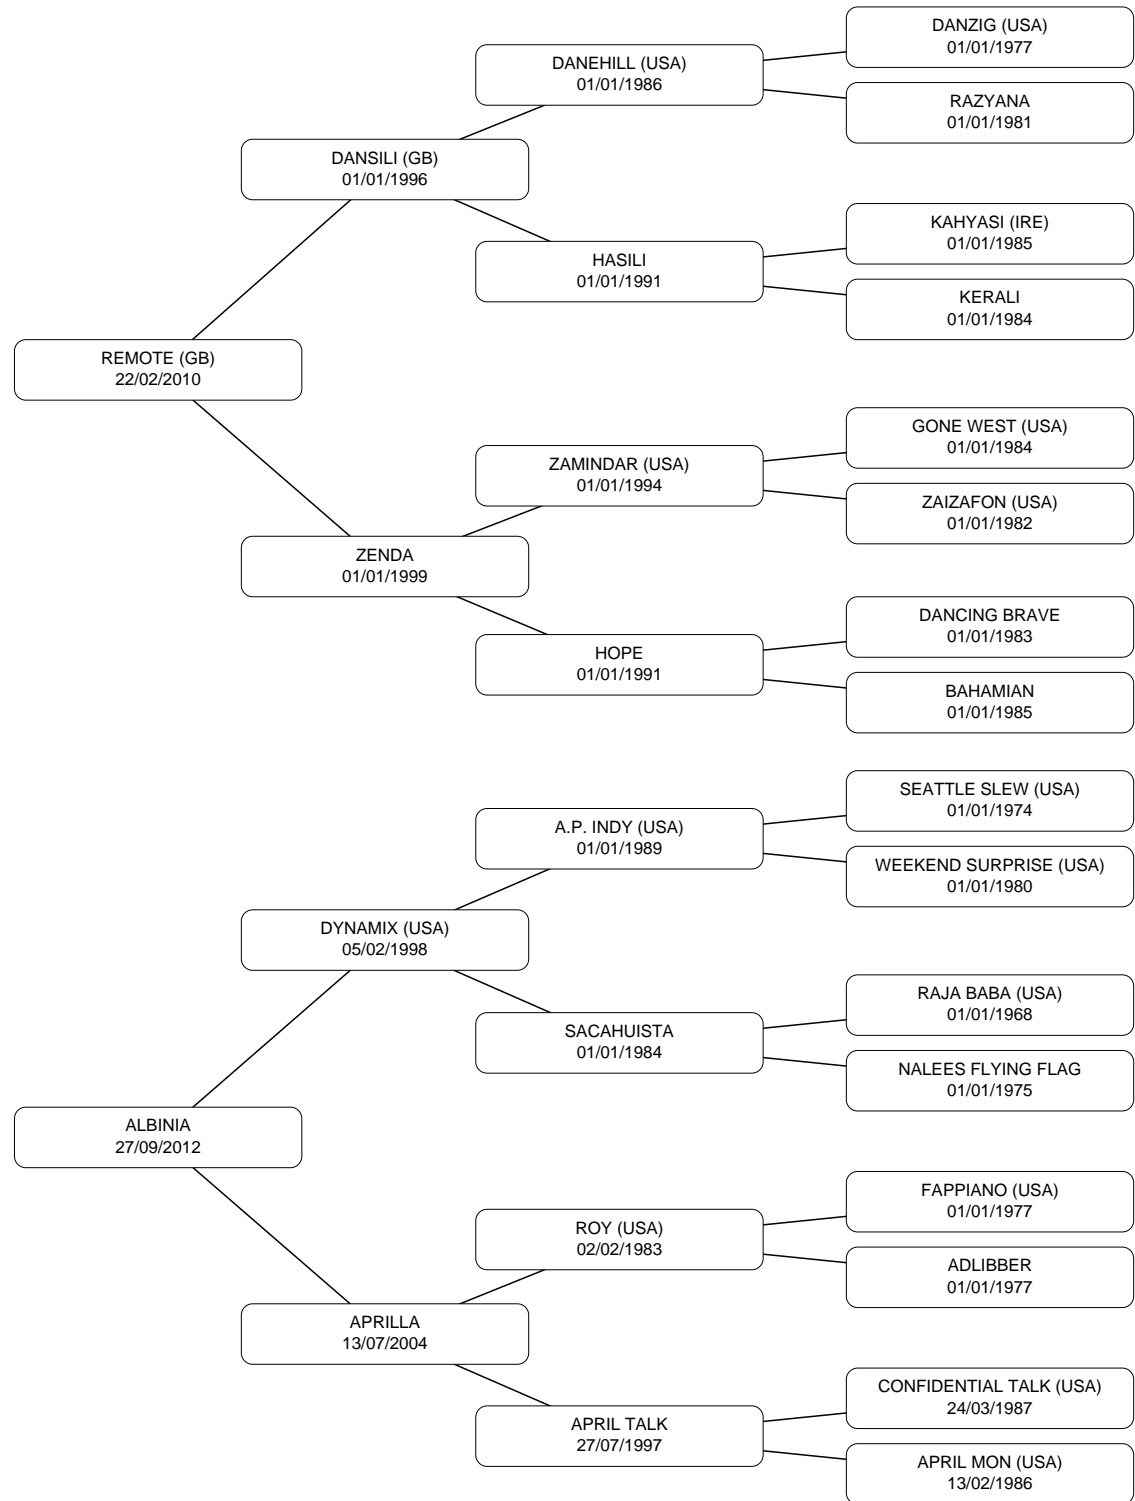 DANZIG (USA)
01/01/1977
DANEHILL (USA)
01/01/1986
RAZYANA
01/01/1981
DANSILI (GB)
01/01/1996
KAHYASI (IRE)
01/01/1985
HASILI
01/01/1991
KERALI
01/01/1984
REMOTE (GB)
22/02/2010
GONE WEST (USA)
01/01/1984
ZAMINDAR (USA)
01/01/1994
ZAIZAFON (USA)
01/01/1982
ZENDA
01/01/1999
DANCING BRAVE
01/01/1983
HOPE
01/01/1991
BAHAMIAN
01/01/1985
SEATTLE SLEW (USA)
01/01/1974
A.P. INDY (USA)
01/01/1989
WEEKEND SURPRISE (USA)
01/01/1980
DYNAMIX (USA)
05/02/1998
RAJA BABA (USA)
01/01/1968
SACAHUISTA
01/01/1984
NALEES FLYING FLAG
01/01/1975
ALBINIA
27/09/2012
FAPPIANO (USA)
01/01/1977
ROY (USA)
02/02/1983
ADLIBBER
01/01/1977
APRILLA
13/07/2004
CONFIDENTIAL TALK (USA)
24/03/1987
APRIL TALK
27/07/1997
APRIL MON (USA)
13/02/1986